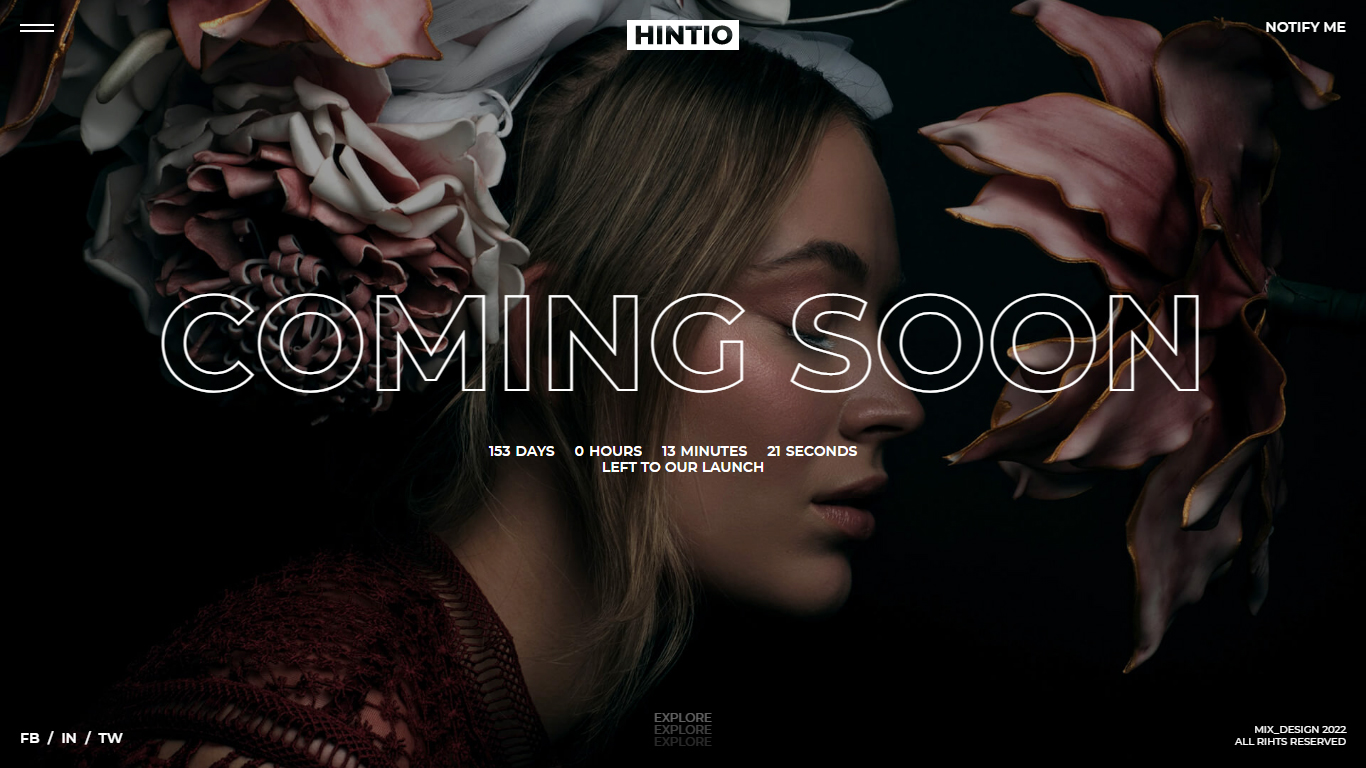 HINTIO
NOTIFY ME
COMING SOON
153 DAYS 0 HOURS 13 MINUTES 21 SECONDS
LEFT TO OUR LAUNCH
EXPLORE
EXPLORE
EXPLORE
FB / IN / TW
MIX_DESIGN 2022
ALL RIHTS RESERVED